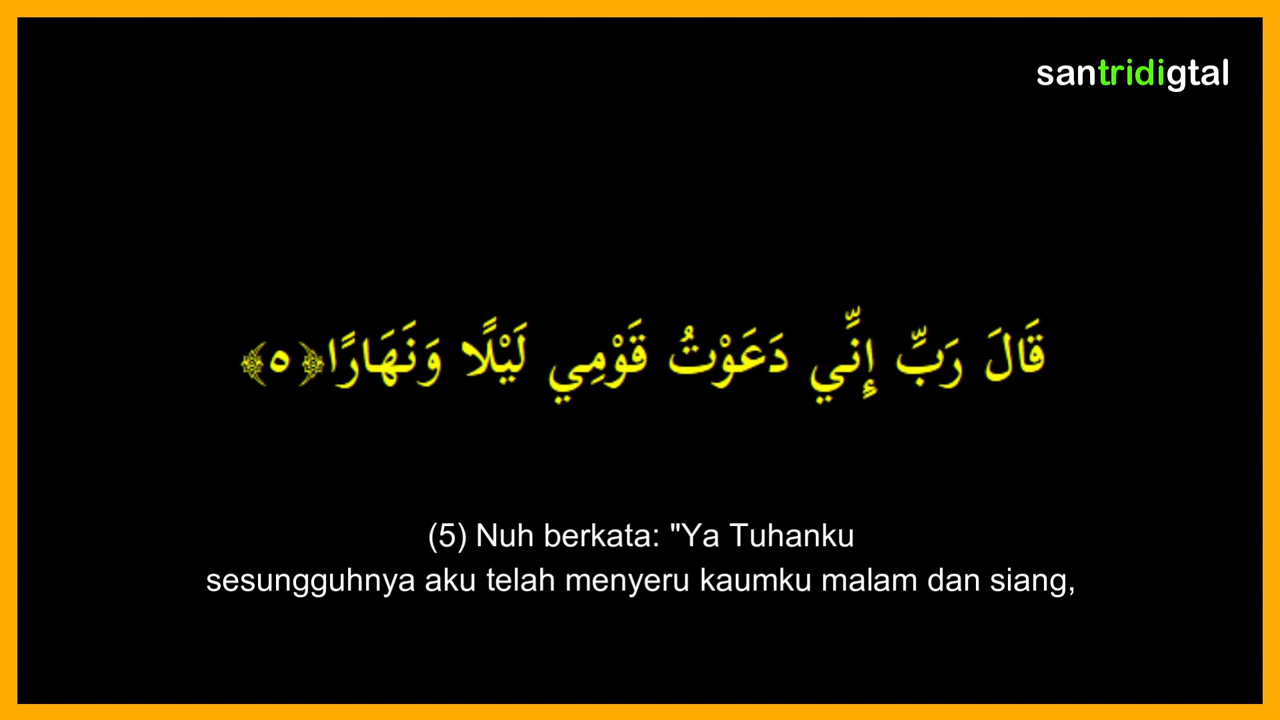 santridigtal
قَالَ رَبِّ إِنِّي دَعَوْتُ قَوْمِي لَيْلًا وَنَهَارًا﴿٥﴾
(5) Nuh berkata: "Ya Tuhanku
sesungguhnya aku telah menyeru kaumku malam dan siang,